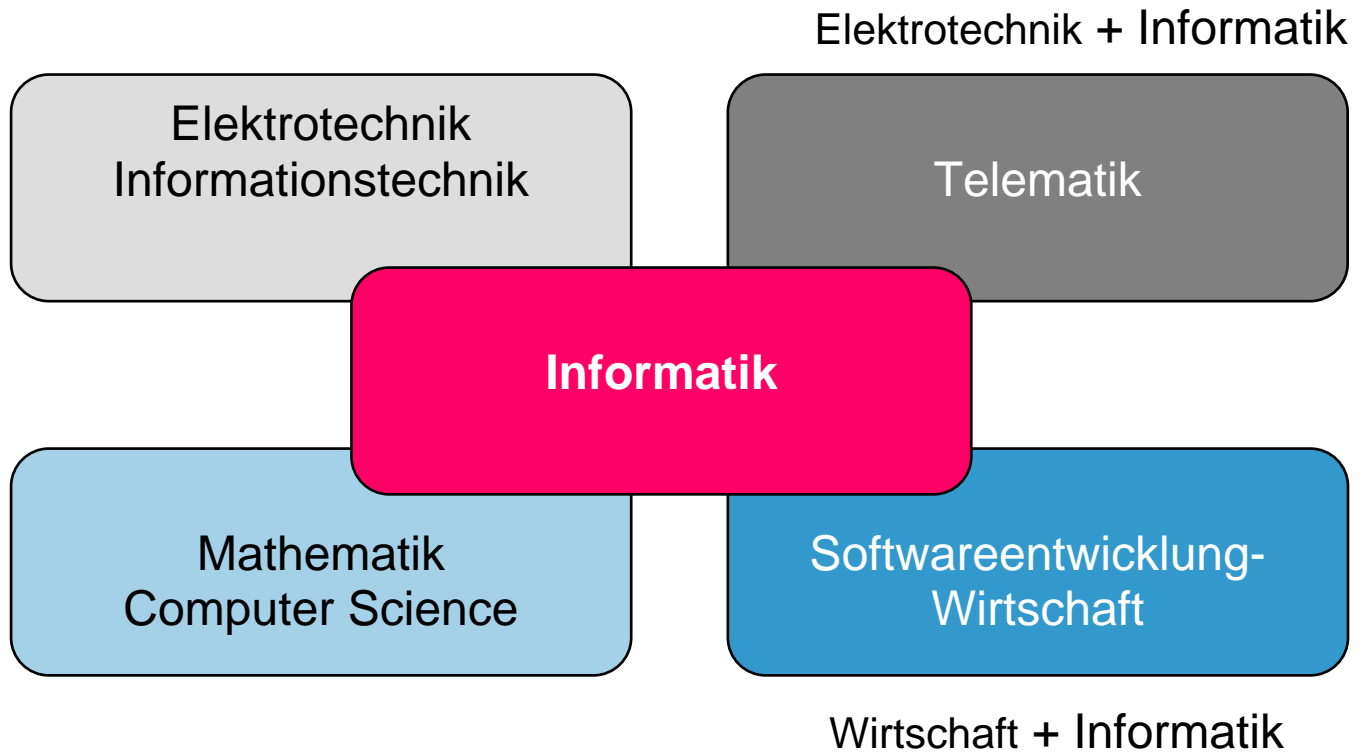 Elektrotechnik + Informatik
Elektrotechnik
Informationstechnik
Telematik
Informatik
Mathematik
Computer Science
Softwareentwicklung-
Wirtschaft
Wirtschaft + Informatik